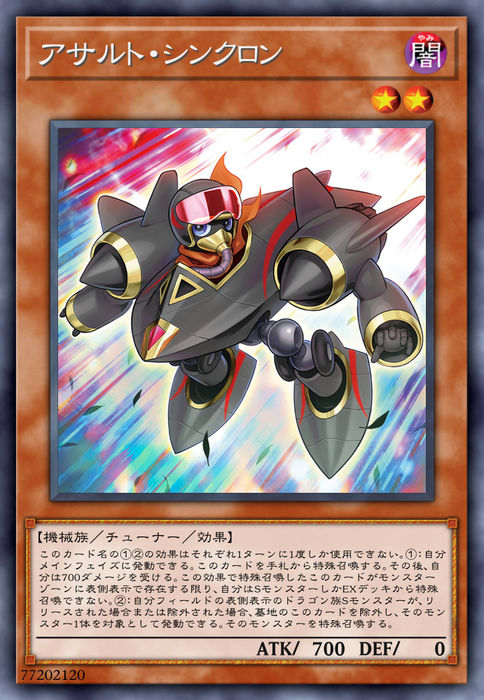 アサルト・シンクロン
やみ
闇
【機械族/チューナー/効果】
このカード名の①②の効果はそれぞれ1ターンに1度しか使用できない。①:自分
メインフェイズに発動できる。このカードを手札から特殊召喚する。その後、自
分は700ダメージを受ける。この効果で特殊召喚したこのカードがモンスター
ゾーンに表側表示で存在する限り、自分はSモンスターしかEXデッキから特殊
召喚できない。②:自分フィールドの表側表示のドラゴン族Sモンスターが、リ
リースされた場合または除外された場合、墓地のこのカードを除外し、そのモン
スター1体を対象として発動できる。そのモンスターを特殊召喚する。
ATK/ 700 DEF/ 0
77202120